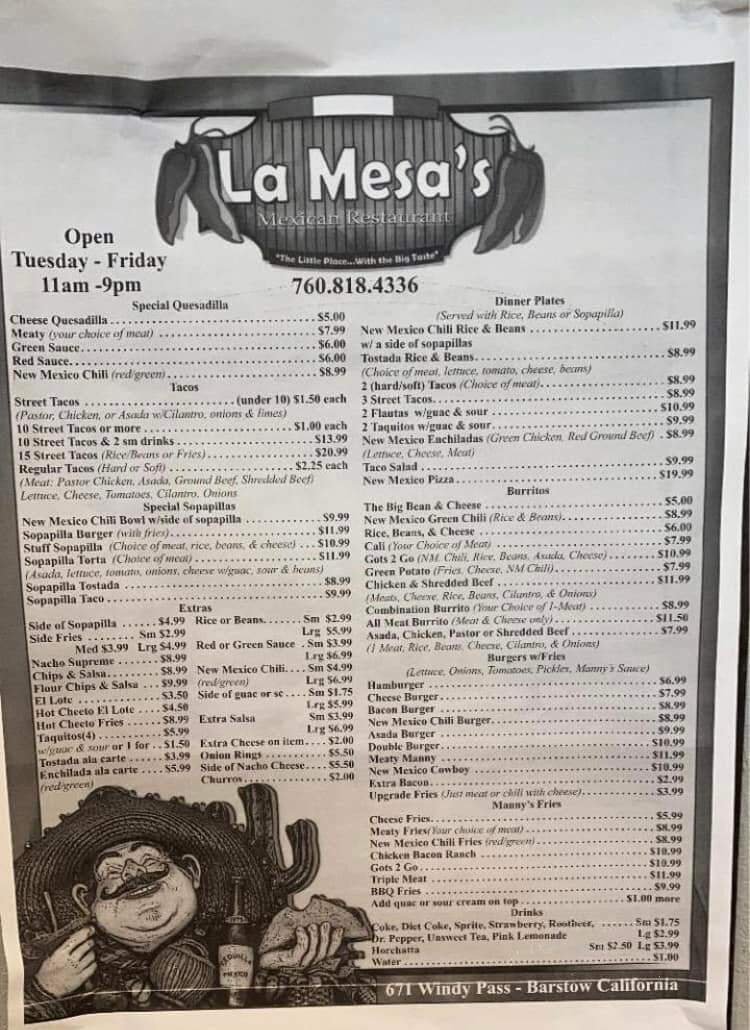 La Mesa's
Mexican Restaurant
"The Little Place...With the Big Taste"
Open
Tuesday - Friday
11am -9pm
760.818.4336
Special Quesadilla
Cheese Quesadilla $5.00
Meaty (your choice of meat) $7.99
Green Sauce $6.00
Red Sauce $6.00
New Mexico Chili (red/green) $8.99
Tacos
Street Tacos (under 10) $1.50 each
(Pastor, Chicken, or Asada w/Cilantro, onions & limes)
10 Street Tacos or more $1.00 each
10 Street Tacos & 2 sm drinks $13.99
15 Street Tacos (Rice/Beans or Fries) $20.99
Regular Tacos (Hard or Soft) $2.25 each
(Meat: Pastor Chicken, Asada, Ground Beef, Shredded Beef)
Lettuce, Cheese, Tomatoes, Cilantro, Onions
Special Sopapillas
New Mexico Chili Bowl w/side of sopapilla $9.99
Sopapilla Burger (with fries) $11.99
Stuff Sopapilla (Choice of meat, rice, beans, & cheese) $10.99
Sopapilla Torta (Choice of meat) $11.99
(Asada, lettuce, tomato, onions, cheese w/guac, sour & beans)
Sopapilla Tostada $8.99
Sopapilla Taco $9.99
Extras
Side of Sopapilla $4.99
Side Fries Sm $2.99
Med $3.99 Lrg $4.99
Nacho Supreme $8.99
Chips & Salsa $8.99
Flour Chips & Salsa $9.99
El Lote $3.50
Hot Cheeto El Lote $4.50
Hot Cheeto Fries $8.99
Taquitos(4) $5.99
w/guac & sour or 1 for $1.50
Tostada ala carte $3.99
Enchilada ala carte $5.99
(red/green)
Rice or Beans Sm $2.99
Lrg $5.99
Red or Green Sauce Sm $3.99
Lrg $6.99
New Mexico Chili Sm $4.99
(red/green) Lrg $6.99
Side of guac or sc Sm $1.75
Lrg $5.99
Extra Salsa Sm $3.99
Lrg $6.99
Extra Cheese on item $2.00
Onion Rings $5.50
Side of Nacho Cheese $5.50
Churros $2.00
Dinner Plates
(Served with Rice, Beans or Sopapilla)
New Mexico Chili Rice & Beans $11.99
w/ a side of sopapillas
Tostada Rice & Beans $8.99
(Choice of meat, lettuce, tomato, cheese, beans)
2 (hard/soft) Tacos (Choice of meat) $8.99
3 Street Tacos $8.99
2 Flautas w/guac & sour $10.99
2 Taquitos w/guac & sour $9.99
New Mexico Enchiladas (Green Chicken, Red Ground Beef) $8.99
(Lettuce, Cheese, Meat)
Taco Salad $9.99
New Mexico Pizza $19.99
Burritos
The Big Bean & Cheese $5.00
New Mexico Green Chili (Rice & Beans) $8.99
Rice, Beans, & Cheese $6.00
Cali (Your Choice of Meat) $7.99
Gots 2 Go (NM. Chili, Rice, Beans, Asada, Cheese) $10.99
Green Potato (Fries, Cheese, NM Chili) $7.99
Chicken & Shredded Beef $11.99
(Meats, Cheese, Rice, Beans, Cilantro, & Onions)
Combination Burrito (Your Choice of 1-Meat) $8.99
All Meat Burrito (Meat & Cheese only) $11.50
Asada, Chicken, Pastor or Shredded Beef $7.99
(1 Meat, Rice, Beans, Cheese, Cilantro, & Onions)
Burgers w/Fries
(Lettuce, Onions, Tomatoes, Pickles, Manny's Sauce)
Hamburger $6.99
Cheese Burger $7.99
Bacon Burger $8.99
New Mexico Chili Burger $8.99
Asada Burger $9.99
Double Burger $10.99
Meaty Manny $11.99
New Mexico Cowboy $10.99
Extra Bacon $2.99
Upgrade Fries (Just meat or chili with cheese) $3.99
Manny's Fries
Cheese Fries $5.99
Meaty Fries(Your choice of meat) $8.99
New Mexico Chili Fries (red/green) $8.99
Chicken Bacon Ranch $10.99
Gots 2 Go $10.99
Triple Meat $11.99
BBQ Fries $9.99
Add quac or sour cream on top $1.00 more
Drinks
Coke, Diet Coke, Sprite, Strawberry, Rootbeer, Sm $1.75
Dr. Pepper, Unsweet Tea, Pink Lemonade Lg $2.99
Horchatta Sm $2.50 Lg $3.99
Water $1.00
TEQUILLA
MEXICO
671 Windy Pass - Barstow California